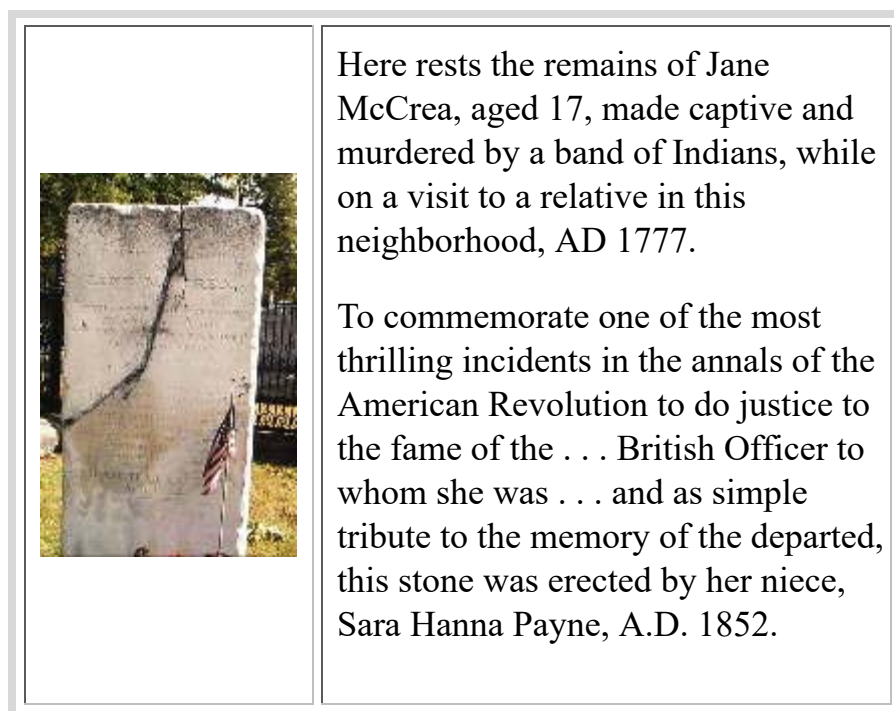 Here rests the remains of Jane
McCrea, aged 17, made captive and
murdered by a band of Indians, while
on a visit to a relative in this
neighborhood, AD 1777.
To commemorate one of the most
thrilling incidents in the annals of the
American Revolution to do justice to
the fame of the . . . British Officer to
whom she was . . . and as simple
tribute to the memory of the departed,
this stone was erected by her niece,
Sara Hanna Payne, A.D. 1852.